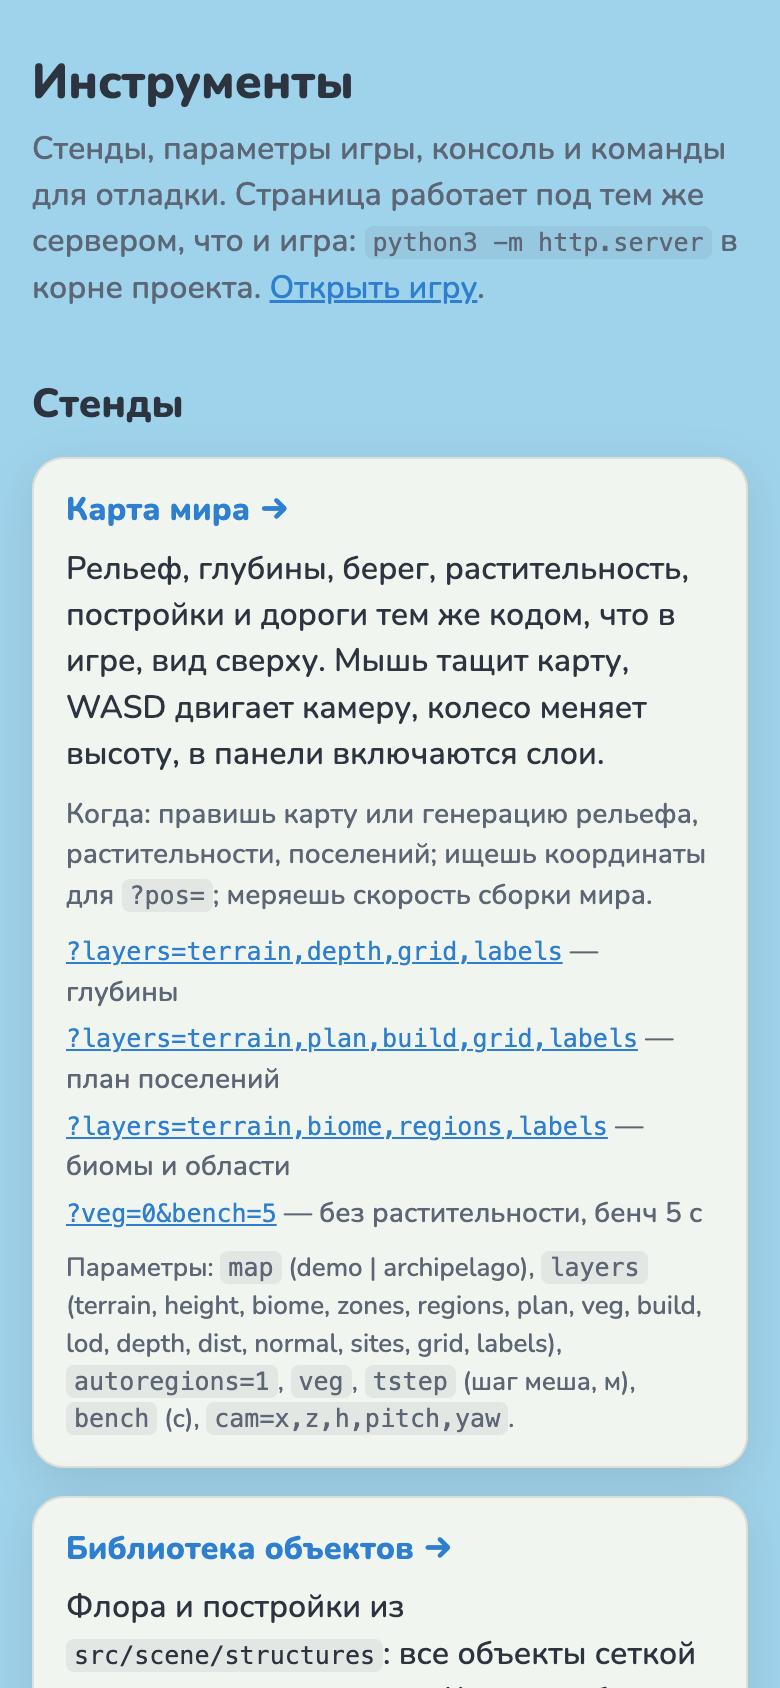 Инструменты
Стенды, параметры игры, консоль и команды
для отладки. Страница работает под тем же
сервером, что и игра: python3 -m http.server в
корне проекта. Открыть игру.
Стенды
Карта мира →
Рельеф, глубины, берег, растительность,
постройки и дороги тем же кодом, что в
игре, вид сверху. Мышь тащит карту,
WASD двигает камеру, колесо меняет
высоту, в панели включаются слои.
Когда: правишь карту или генерацию рельефа,
растительности, поселений; ищешь координаты
для ?pos=; меряешь скорость сборки мира.
?layers=terrain,depth,grid,labels —
глубины
?layers=terrain,plan,build,grid,labels —
план поселений
?layers=terrain,biome,regions,labels —
биомы и области
?veg=0&bench=5 — без растительности, бенч 5 с
Параметры: map (demo | archipelago), layers
(terrain, height, biome, zones, regions, plan, veg, build,
lod, depth, dist, normal, sites, grid, labels),
autoregions=1, veg, tstep (шаг меша, м),
bench (с), cam=x,z,h,pitch,yaw.
Библиотека объектов →
Флора и постройки из
src/scene/structures: все объекты сеткой